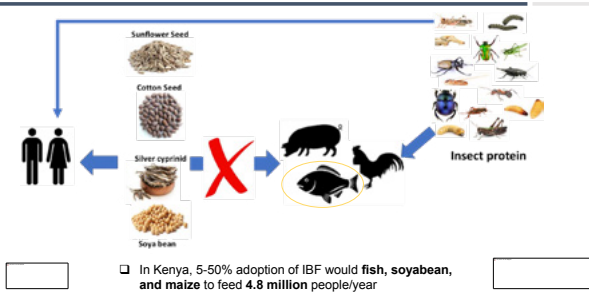 Sunflower Seed
Cotton Seed
Silver cyprinid
Soya bean
Insect protein
❑ In Kenya, 5-50% adoption of IBF would fish, soyabean,
and maize to feed 4.8 million people/year